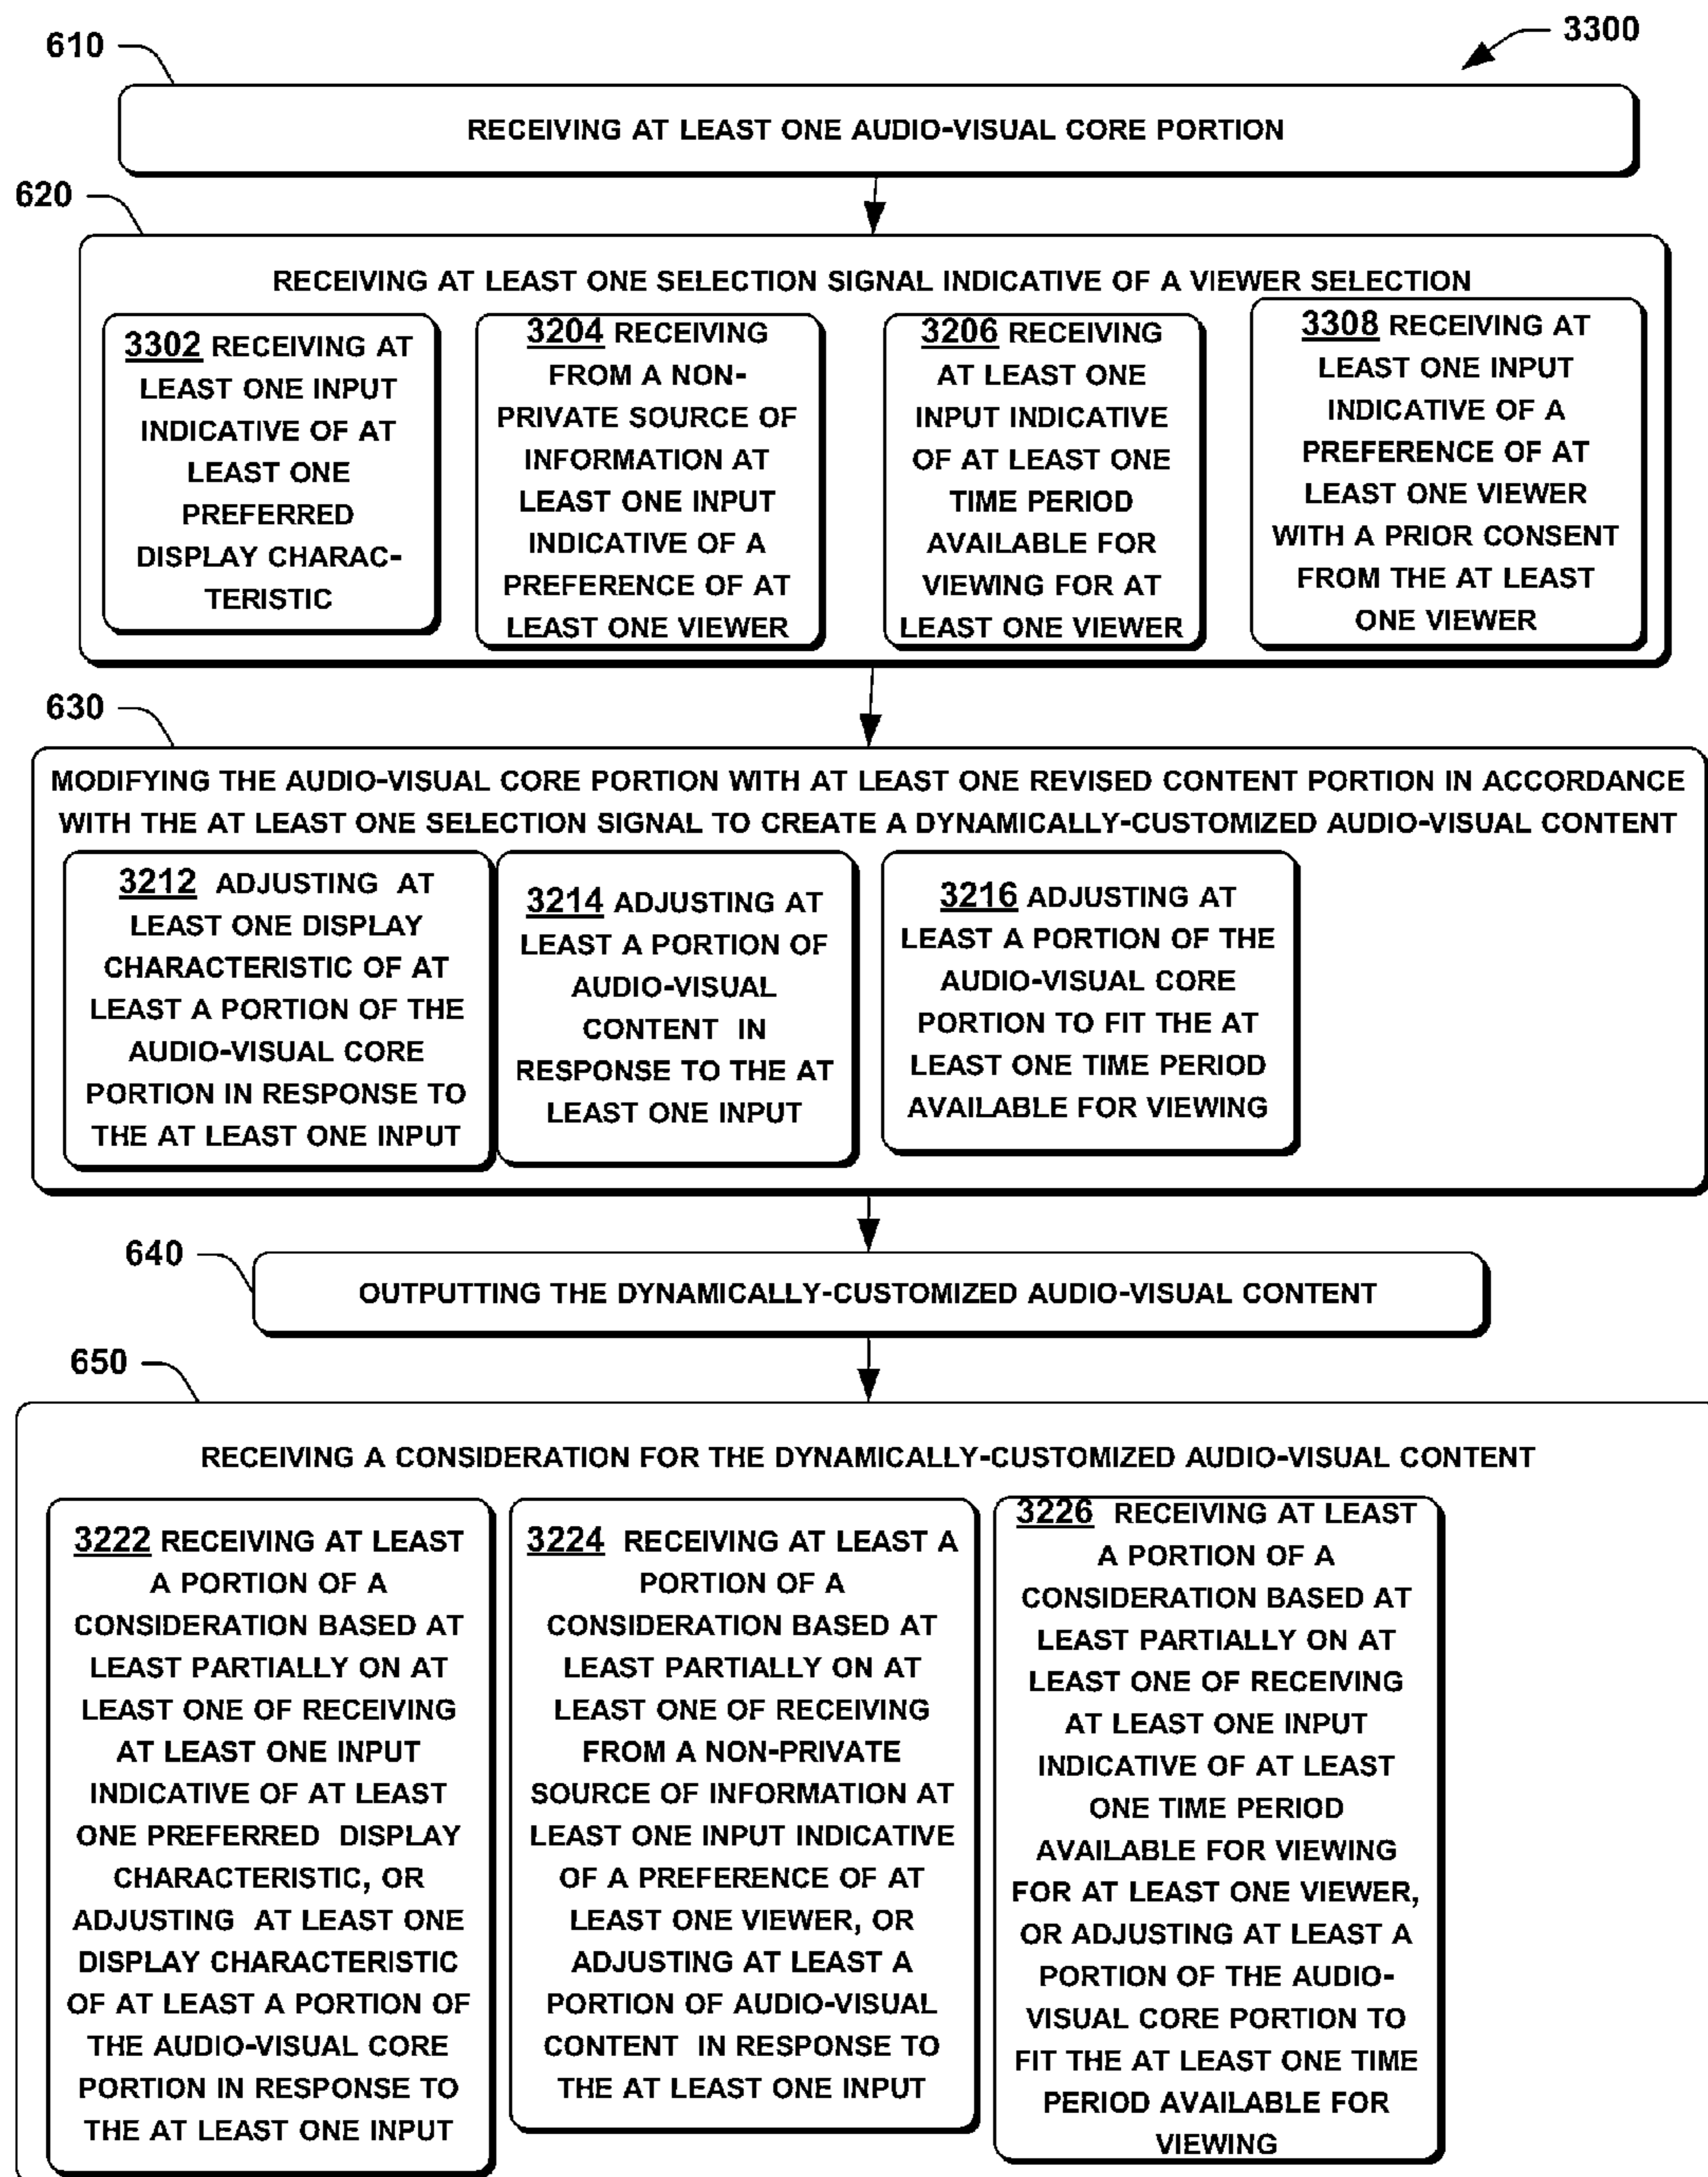 610
3300
RECEIVING AT LEAST ONE AUDIO-VISUAL CORE PORTION
620
RECEIVING AT LEAST ONE SELECTION SIGNAL INDICATIVE OF A VIEWER SELECTION
3302 RECEIVING AT
LEAST ONE INPUT
INDICATIVE OF AT
LEAST ONE
PREFERRED
DISPLAY CHARAC-
TERISTIC
3204 RECEIVING
FROM A NON-
PRIVATE SOURCE OF
INFORMATION AT
LEAST ONE INPUT
INDICATIVE OF A
PREFERENCE OF AT
LEAST ONE VIEWER
3206 RECEIVING
AT LEAST ONE
INPUT INDICATIVE
OF AT LEAST ONE
TIME PERIOD
AVAILABLE FOR
VIEWING FOR AT
LEAST ONE VIEWER
3308 RECEIVING AT
LEAST ONE INPUT
INDICATIVE OF A
PREFERENCE OF AT
LEAST ONE VIEWER
WITH A PRIOR CONSENT
FROM THE AT LEAST
ONE VIEWER
630
MODIFYING THE AUDIO-VISUAL CORE PORTION WITH AT LEAST ONE REVISED CONTENT PORTION IN ACCORDANCE
WITH THE AT LEAST ONE SELECTION SIGNAL TO CREATE A DYNAMICALLY-CUSTOMIZED AUDIO-VISUAL CONTENT
3212 ADJUSTING AT
LEAST ONE DISPLAY
CHARACTERISTIC OF AT
LEAST A PORTION OF THE
AUDIO-VISUAL CORE
PORTION IN RESPONSE TO
THE AT LEAST ONE INPUT
3214 ADJUSTING AT
LEAST A PORTION OF
AUDIO-VISUAL
CONTENT IN
RESPONSE TO THE AT
LEAST ONE INPUT
3216 ADJUSTING AT
LEAST A PORTION OF THE
AUDIO-VISUAL CORE
PORTION TO FIT THE AT
LEAST ONE TIME PERIOD
AVAILABLE FOR VIEWING
640
OUTPUTTING THE DYNAMICALLY-CUSTOMIZED AUDIO-VISUAL CONTENT
650
RECEIVING A CONSIDERATION FOR THE DYNAMICALLY-CUSTOMIZED AUDIO-VISUAL CONTENT
3222 RECEIVING AT LEAST
A PORTION OF A
CONSIDERATION BASED AT
LEAST PARTIALLY ON AT
LEAST ONE OF RECEIVING
AT LEAST ONE INPUT
INDICATIVE OF AT LEAST
ONE PREFERRED DISPLAY
CHARACTERISTIC, OR
ADJUSTING AT LEAST ONE
DISPLAY CHARACTERISTIC
OF AT LEAST A PORTION OF
THE AUDIO-VISUAL CORE
PORTION IN RESPONSE TO
THE AT LEAST ONE INPUT
3224 RECEIVING AT LEAST A
PORTION OF A
CONSIDERATION BASED AT
LEAST PARTIALLY ON AT
LEAST ONE OF RECEIVING
FROM A NON-PRIVATE
SOURCE OF INFORMATION AT
LEAST ONE INPUT INDICATIVE
OF A PREFERENCE OF AT
LEAST ONE VIEWER, OR
ADJUSTING AT LEAST A
PORTION OF AUDIO-VISUAL
CONTENT IN RESPONSE TO
THE AT LEAST ONE INPUT
3226 RECEIVING AT LEAST
A PORTION OF A
CONSIDERATION BASED AT
LEAST PARTIALLY ON AT
LEAST ONE OF RECEIVING
AT LEAST ONE INPUT
INDICATIVE OF AT LEAST
ONE TIME PERIOD
AVAILABLE FOR VIEWING
FOR AT LEAST ONE VIEWER,
OR ADJUSTING AT LEAST A
PORTION OF THE AUDIO-
VISUAL CORE PORTION TO
FIT THE AT LEAST ONE TIME
PERIOD AVAILABLE FOR
VIEWING